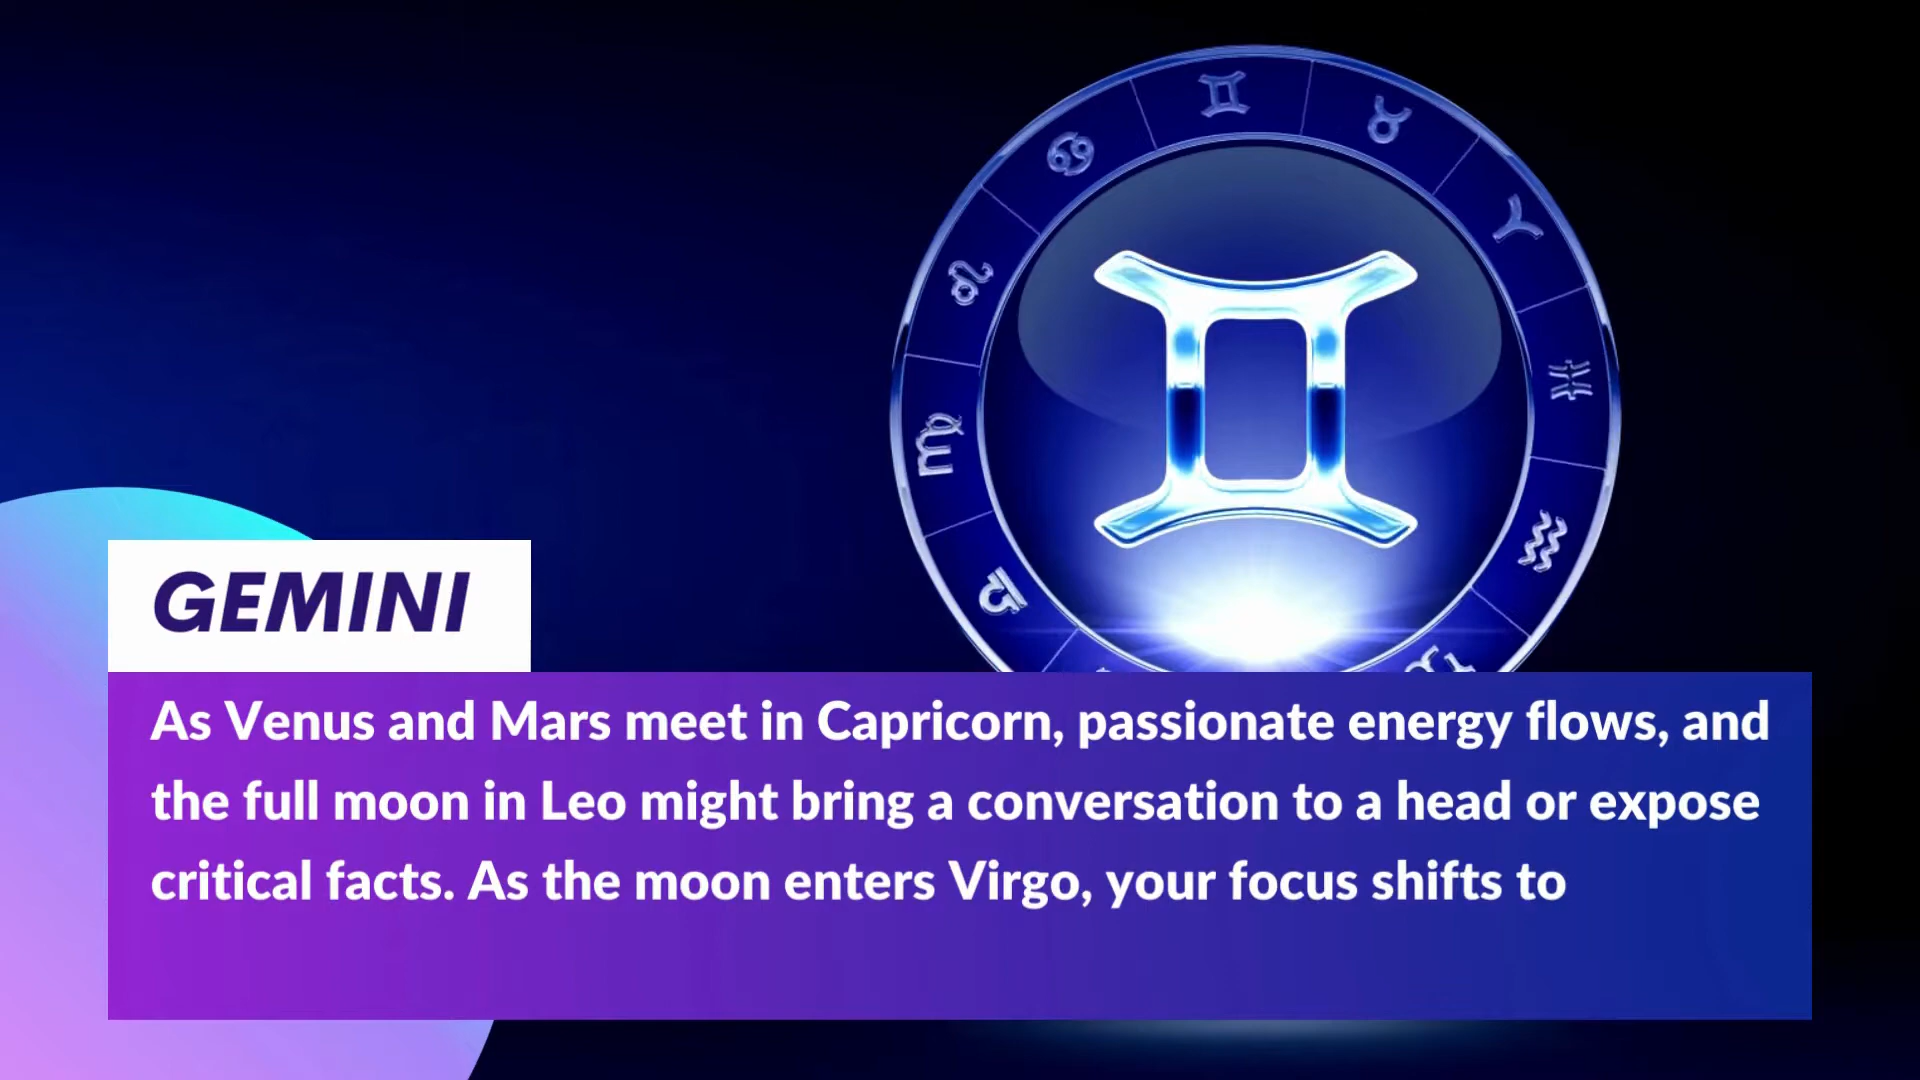 GEMINI
As Venus and Mars meet in Capricorn, passionate energy flows, and
the full moon in Leo might bring a conversation to a head or expose
critical facts. As the moon enters Virgo, your focus shifts to